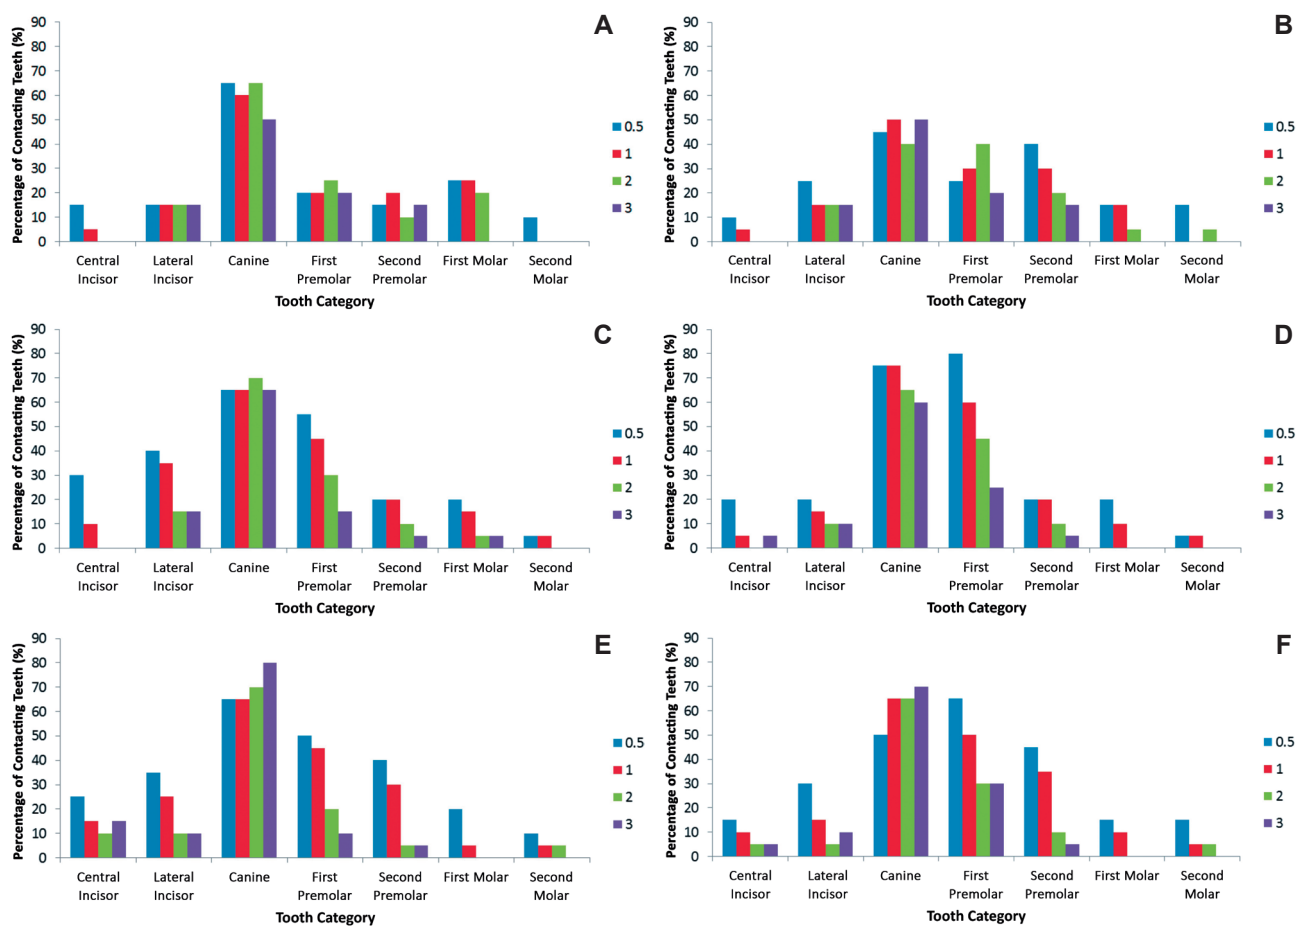 A
Percentage of Contacting Teeth (%)
90
80
70
60
50
40
30
20
10
0
0.5
1
2
3
Central Incisor
Lateral Incisor
Canine
First Premolar
Second Premolar
First Molar
Second Molar
Tooth Category
B
Percentage of Contacting Teeth (%)
90
80
70
60
50
40
30
20
10
0
0.5
1
2
3
Central Incisor
Lateral Incisor
Canine
First Premolar
Second Premolar
First Molar
Second Molar
Tooth Category
C
Percentage of Contacting Teeth (%)
90
80
70
60
50
40
30
20
10
0
0.5
1
2
3
Central Incisor
Lateral Incisor
Canine
First Premolar
Second Premolar
First Molar
Second Molar
Tooth Category
D
Percentage of Contacting Teeth (%)
90
80
70
60
50
40
30
20
10
0
0.5
1
2
3
Central Incisor
Lateral Incisor
Canine
First Premolar
Second Premolar
First Molar
Second Molar
Tooth Category
E
Percentage of Contacting Teeth (%)
90
80
70
60
50
40
30
20
10
0
0.5
1
2
3
Central Incisor
Lateral Incisor
Canine
First Premolar
Second Premolar
First Molar
Second Molar
Tooth Category
F
Percentage of Contacting Teeth (%)
90
80
70
60
50
40
30
20
10
0
0.5
1
2
3
Central Incisor
Lateral Incisor
Canine
First Premolar
Second Premolar
First Molar
Second Molar
Tooth Category